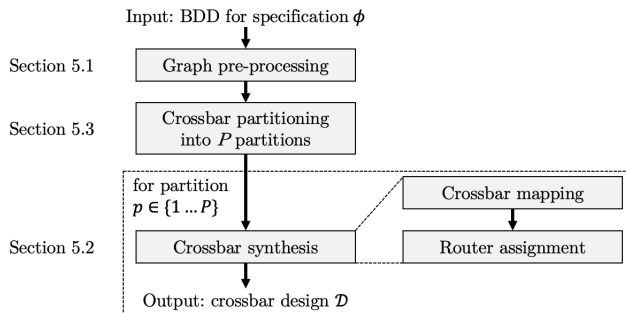 Input: BDD for specification ϕ
Section 5.1
Graph pre-processing
Section 5.3
Crossbar partitioning
into P partitions
for partition
p ∈ {1 … P}
Crossbar mapping
Section 5.2
Crossbar synthesis
Router assignment
Output: crossbar design 𝒟